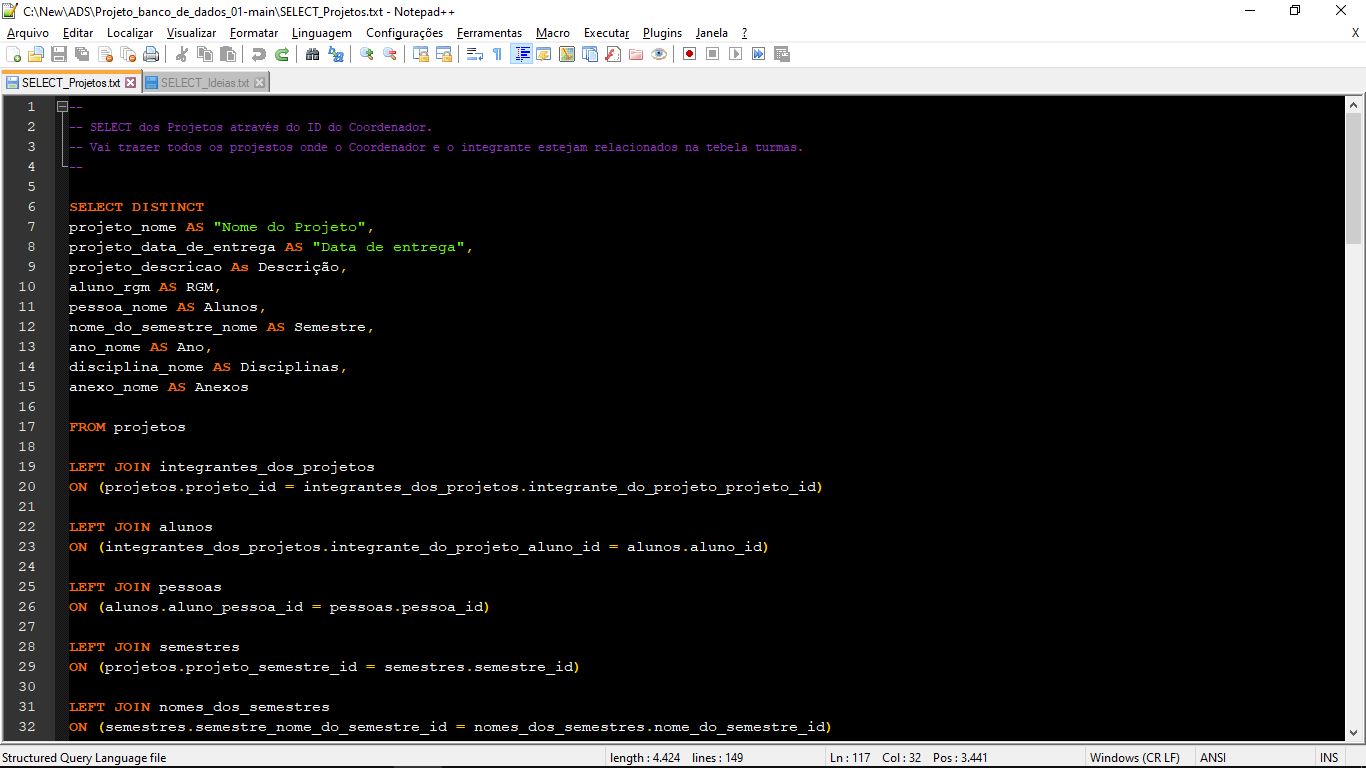 C:\New\ADS\Projeto_banco_de_dados_01-main\SELECT_Projetos.txt - Notepad++
Arquivo Editar Localizar Visualizar Formatar Linguagem Configurações Ferramentas Macro Executar Plugins Janela ? X
SELECT_Projetos.txt SELECT_Ideias.txt
1 --
2 -- SELECT dos Projetos através do ID do Coordenador.
3 -- Vai trazer todos os projestos onde o Coordenador e o integrante estejam relacionados na tebela turmas.
4 --
5
6 SELECT DISTINCT
7 projeto_nome AS "Nome do Projeto",
8 projeto_data_de_entrega AS "Data de entrega",
9 projeto_descricao As Descrição,
10 aluno_rgm AS RGM,
11 pessoa_nome AS Alunos,
12 nome_do_semestre_nome AS Semestre,
13 ano_nome AS Ano,
14 disciplina_nome AS Disciplinas,
15 anexo_nome AS Anexos
16
17 FROM projetos
18
19 LEFT JOIN integrantes_dos_projetos
20 ON (projetos.projeto_id = integrantes_dos_projetos.integrante_do_projeto_projeto_id)
21
22 LEFT JOIN alunos
23 ON (integrantes_dos_projetos.integrante_do_projeto_aluno_id = alunos.aluno_id)
24
25 LEFT JOIN pessoas
26 ON (alunos.aluno_pessoa_id = pessoas.pessoa_id)
27
28 LEFT JOIN semestres
29 ON (projetos.projeto_semestre_id = semestres.semestre_id)
30
31 LEFT JOIN nomes_dos_semestres
32 ON (semestres.semestre_nome_do_semestre_id = nomes_dos_semestres.nome_do_semestre_id)
Structured Query Language file length : 4.424 lines : 149 Ln : 117 Col : 32 Pos : 3.441 Windows (CR LF) ANSI INS